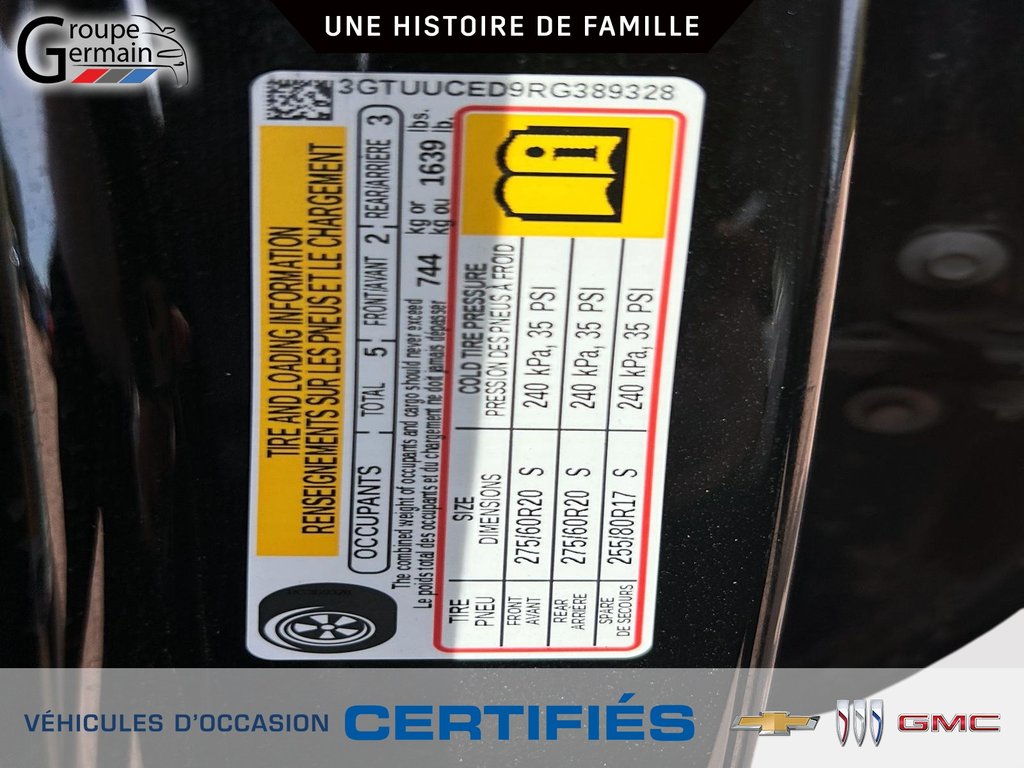 Groupe
Germain
UNE HISTOIRE DE FAMILLE
3GTUUCED9RG389328
TIRE AND LOADING INFORMATION
RENSEIGNEMENTS SUR LES PNEUS ET LE CHARGEMENT
OCCUPANTS TOTAL 5 FRONT/AVANT 2 REAR/ARRIÈRE 3
The combined weight of occupants and cargo should never exceed 744 kg or 1639 lbs.
Le poids total des occupants et du chargement ne doit jamais dépasser kg ou lb.
TIRE SIZE COLD TIRE PRESSURE
PNEU DIMENSIONS PRESSION DES PNEUS À FROID
FRONT 275/60R20 S 240 kPa, 35 PSI
AVANT
REAR 275/60R20 S 240 kPa, 35 PSI
ARRIÈRE
SPARE 255/80R17 S 240 kPa, 35 PSI
DE SECOURS
VÉHICULES D'OCCASION CERTIFIÉS
GMC